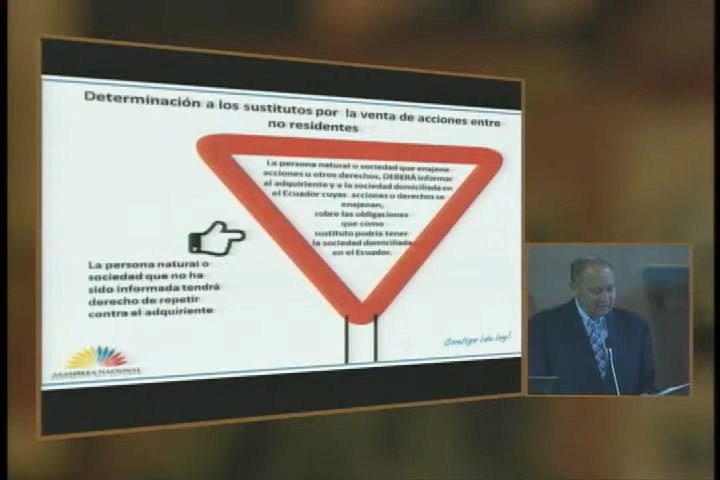 Determinación a los sustitutos por la venta de acciones entre
no residentes
La persona natural o sociedad que enajene
acciones u otros derechos, DEBERÁ informar
al adquiriente y a la sociedad domiciliada en
el Ecuador cuyas acciones o derechos se
enajenan,
sobre las obligaciones
que como
sustituto podría tener
la sociedad domiciliada
en el Ecuador.
La persona natural o
sociedad que no ha
sido informada tendrá
derecho de repetir
contra el adquiriente
ASAMBLEA NACIONAL